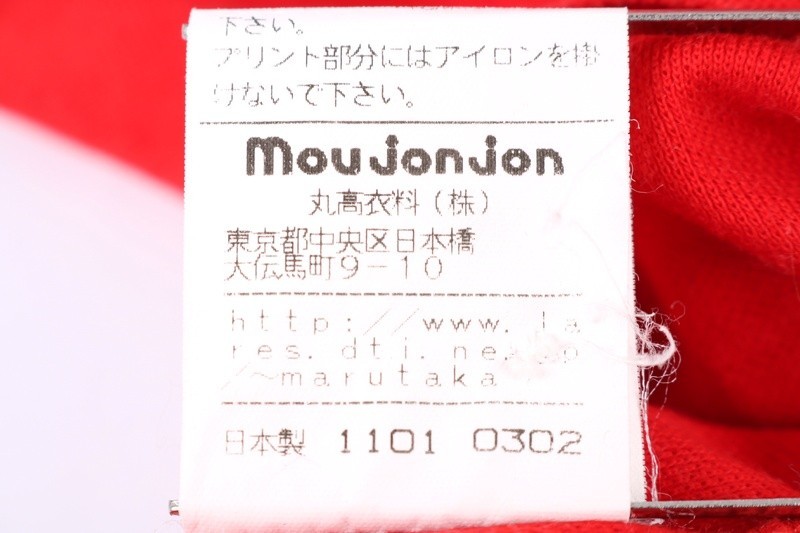 下さい。
プリント部分にはアイロンを掛
けないで下さい。
moujonjon
丸高衣料（株）
東京都中央区日本橋
大伝馬町9-10
http://www.la
res.dti.ne.jp
/~marutaka
日本製 1101 0302